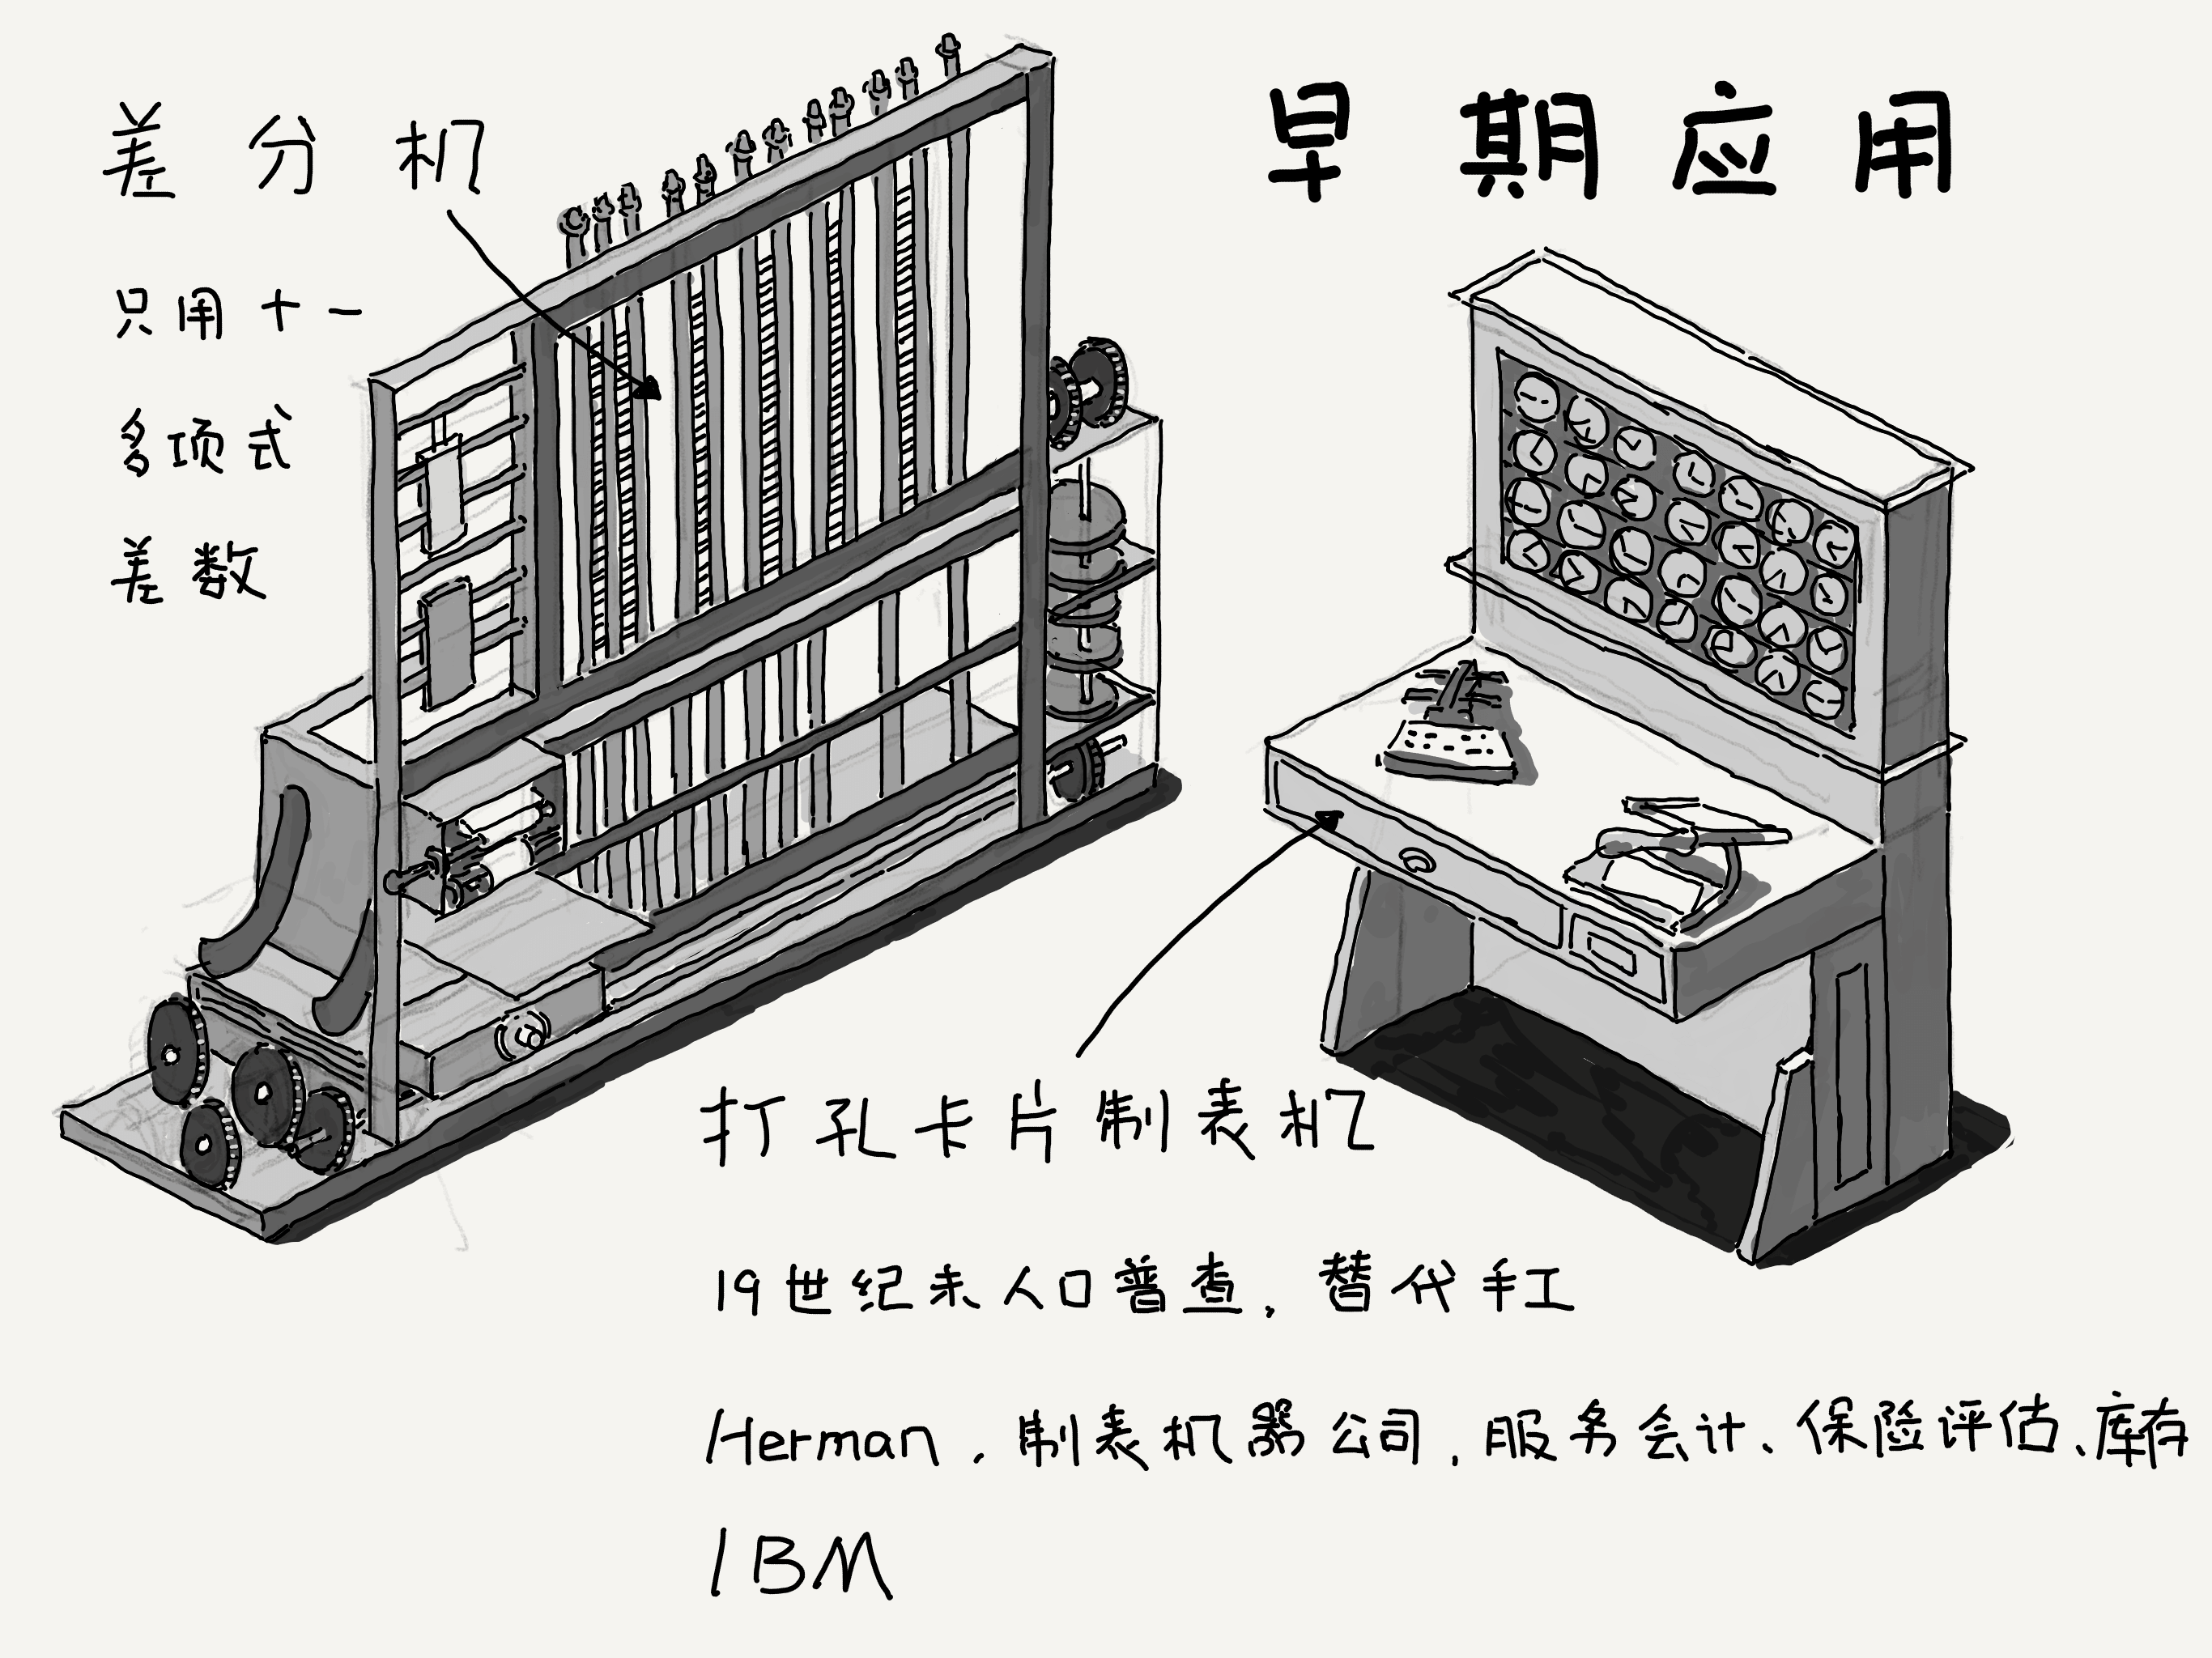 早期应用
差分机
只用+-
多项式
差数
打孔卡片制表机
19世纪末人口普查，替代手工
Herman，制表机器公司，服务会计、保险评估、库存
IBM